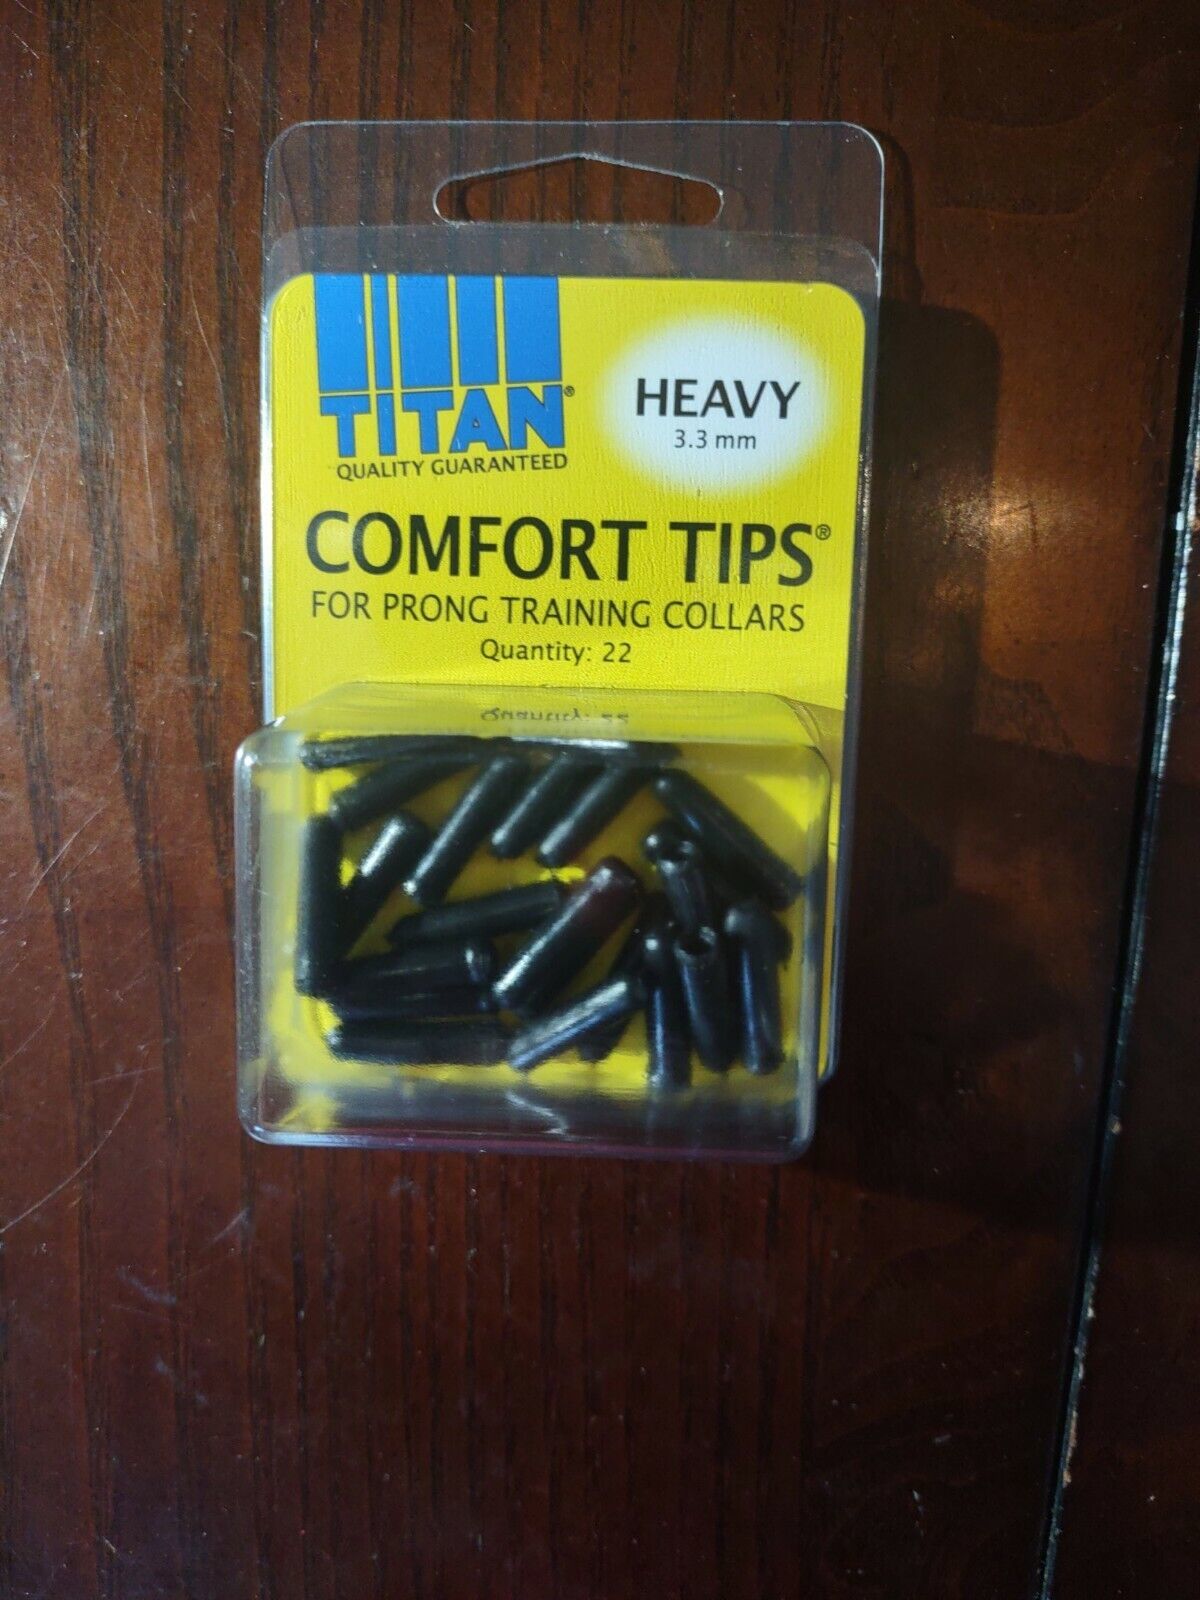 TITAN®
QUALITY GUARANTEED
HEAVY
3.3 mm
COMFORT TIPS®
FOR PRONG TRAINING COLLARS
Quantity: 22